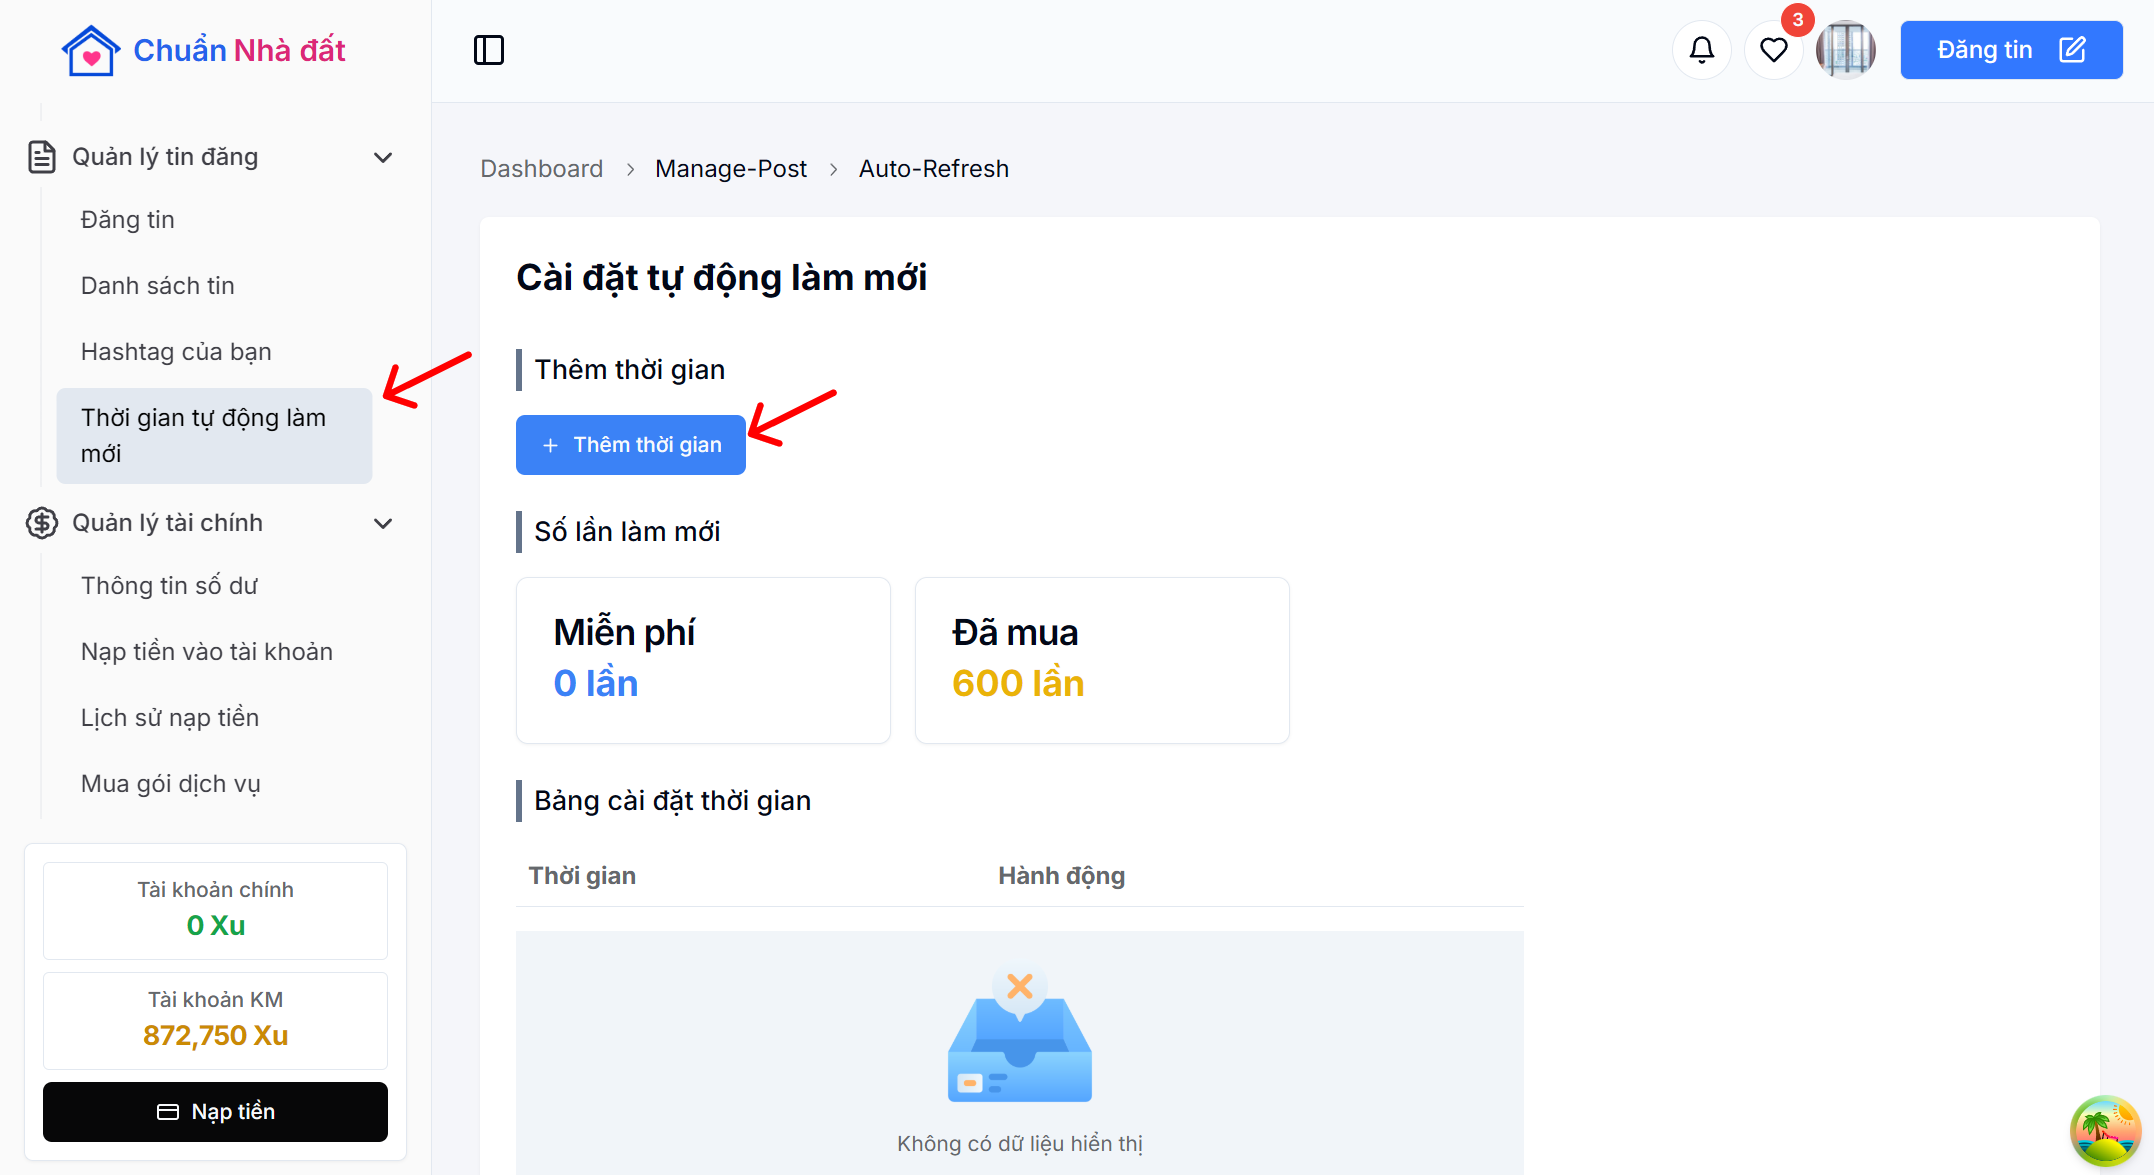 Chuẩn Nhà đất
Quản lý tin đăng
Đăng tin
Danh sách tin
Hashtag của bạn
Thời gian tự động làm
mới
Quản lý tài chính
Thông tin số dư
Nạp tiền vào tài khoản
Lịch sử nạp tiền
Mua gói dịch vụ
Tài khoản chính
0 Xu
Tài khoản KM
872,750 Xu
Nạp tiền
3
Đăng tin
Dashboard > Manage-Post > Auto-Refresh
Cài đặt tự động làm mới
Thêm thời gian
+ Thêm thời gian
Số lần làm mới
Miễn phí
0 lần
Đã mua
600 lần
Bảng cài đặt thời gian
Thời gian Hành động
Không có dữ liệu hiển thị